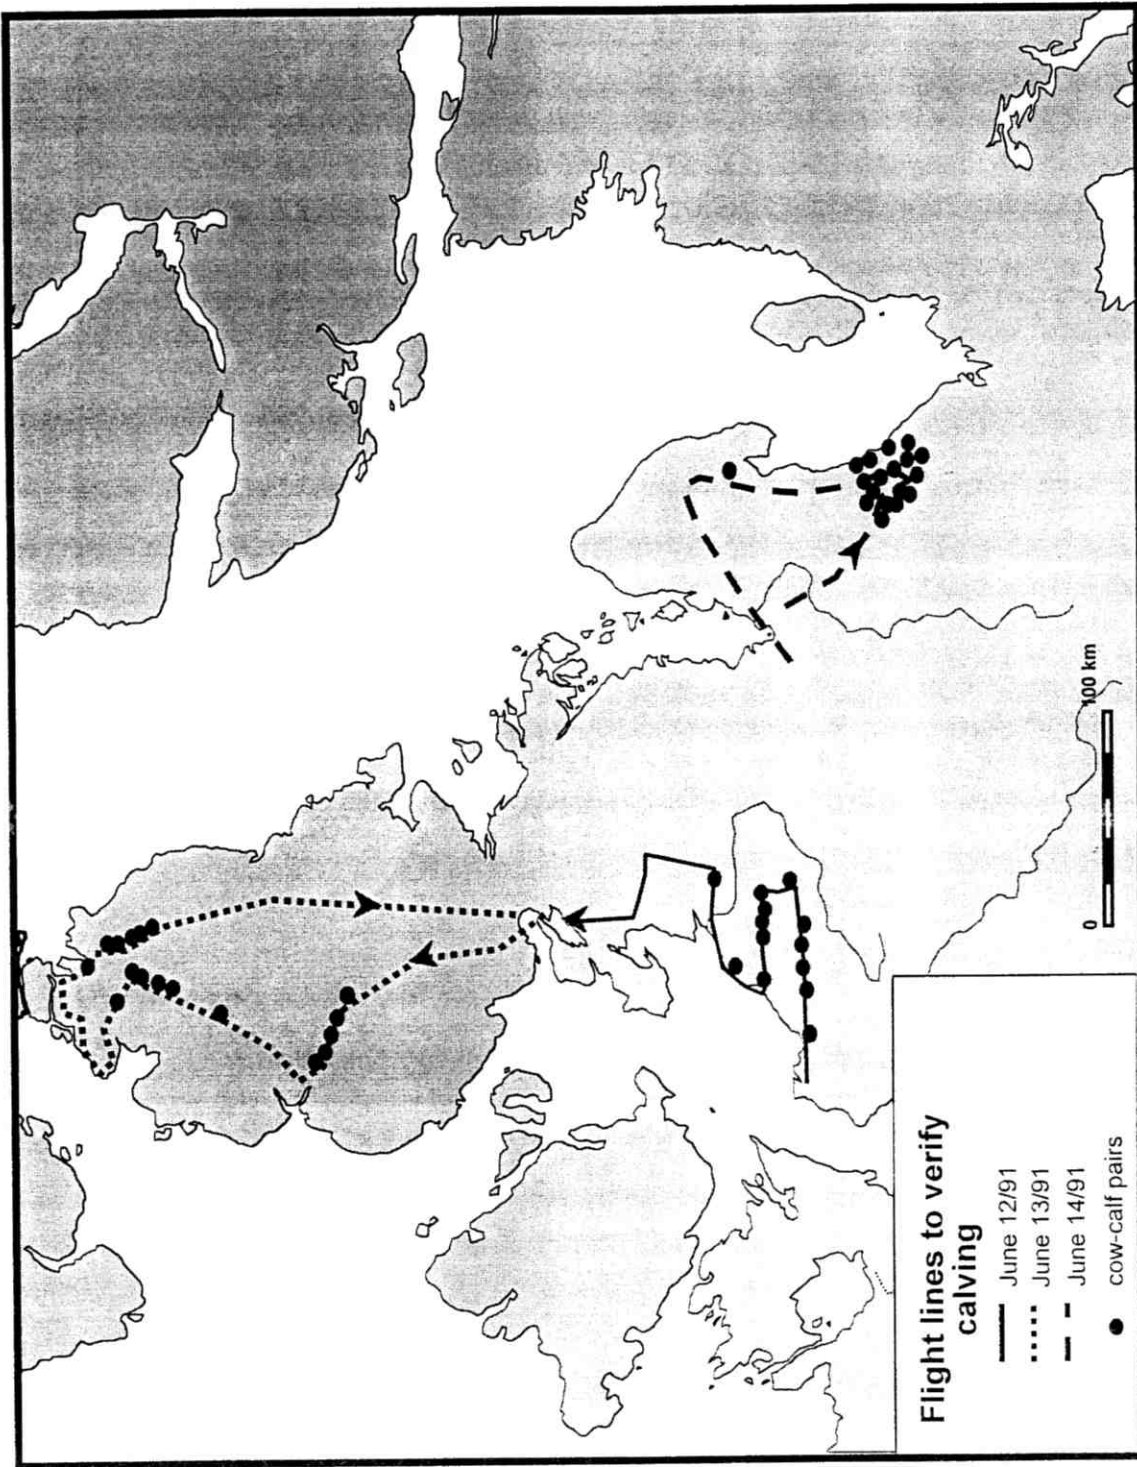 Flight lines to verify
calving
June 12/91
June 13/91
June 14/91
cow-calf pairs
0
100 km